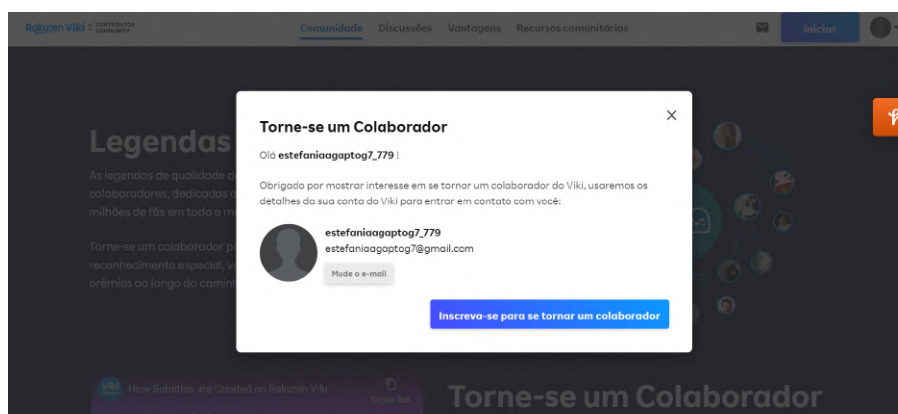 Rakuten Viki : CONTRIBUTOR
COMMUNITY
Comunidade Discussões Vantagens Recursos comunitários
Iniciar
Legendas
As legendas de qualidade d
colaboradores, dedicadas
milhões de fãs em todo o m
Torne-se um colaborador p
reconhecimento especial, v
prêmios ao longo do camin
Torne-se um Colaborador
Olá estefaniaagaptog7_779 !
Obrigado por mostrar interesse em se tornar um colaborador do Viki, usaremos os
detalhes da sua conta do Viki para entrar em contato com você:
estefaniaagaptog7_779
estefaniaagaptog7@gmail.com
Mude o e-mail
Inscreva-se para se tornar um colaborador
Viki
How Subtitles are Created on Rakuten Viki
Copiar link
Torne-se um Colaborador